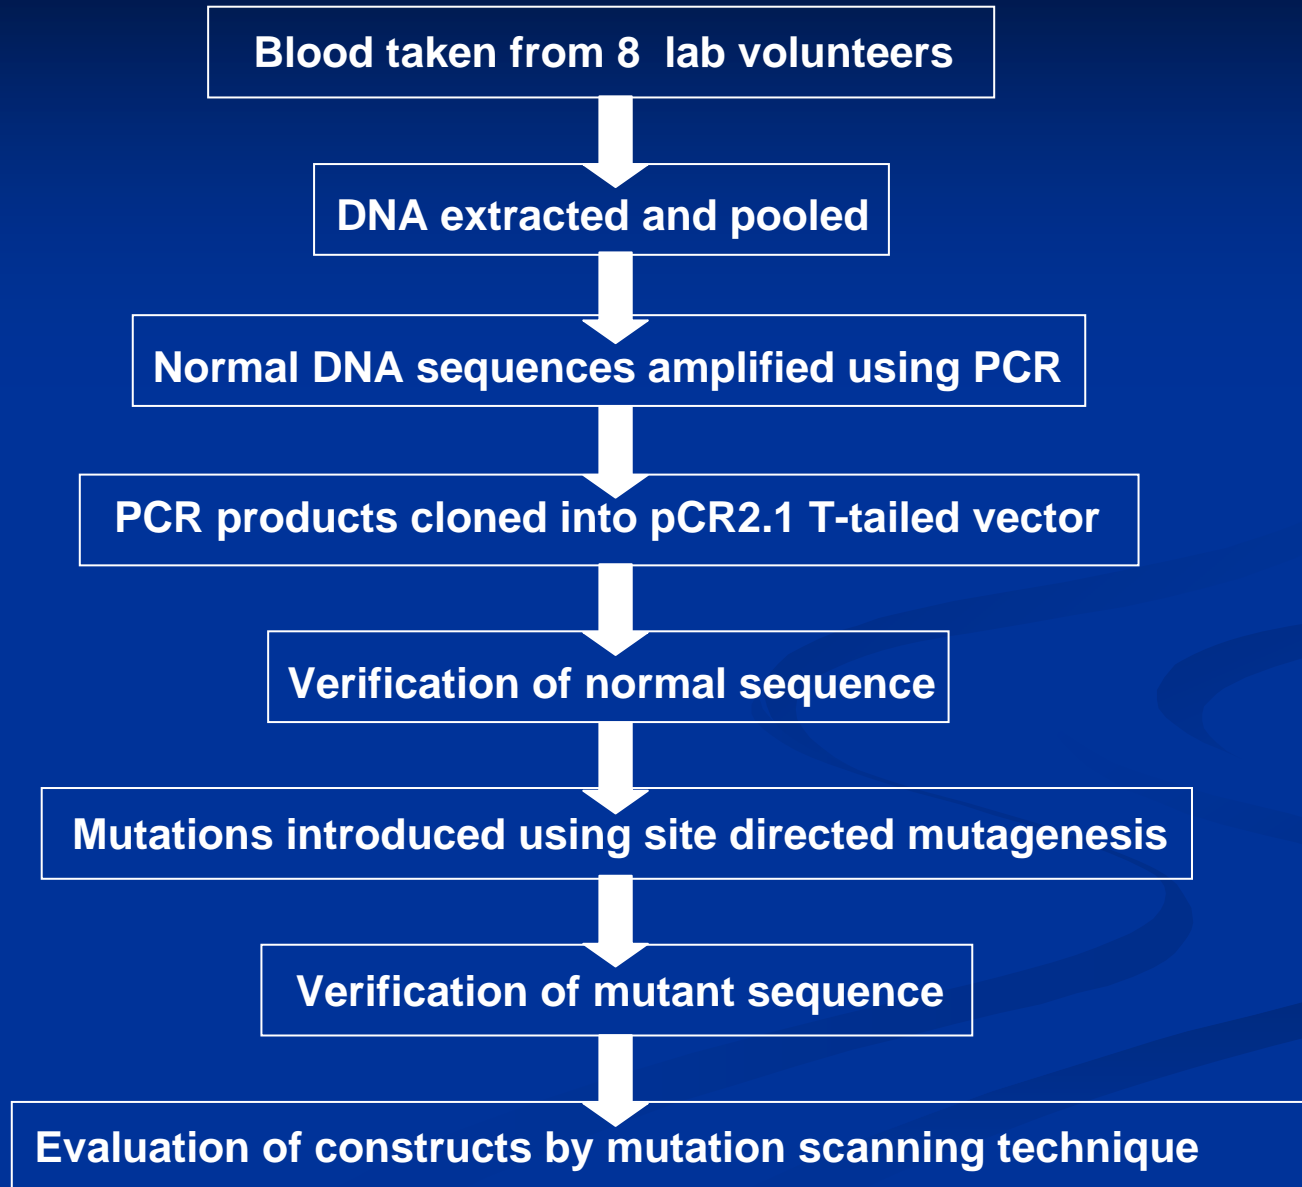 Blood taken from 8 lab volunteers
DNA extracted and pooled
Normal DNA sequences amplified using PCR
PCR products cloned into pCR2.1 T-tailed vector
Verification of normal sequence
Mutations introduced using site directed mutagenesis
Verification of mutant sequence
Evaluation of constructs by mutation scanning technique